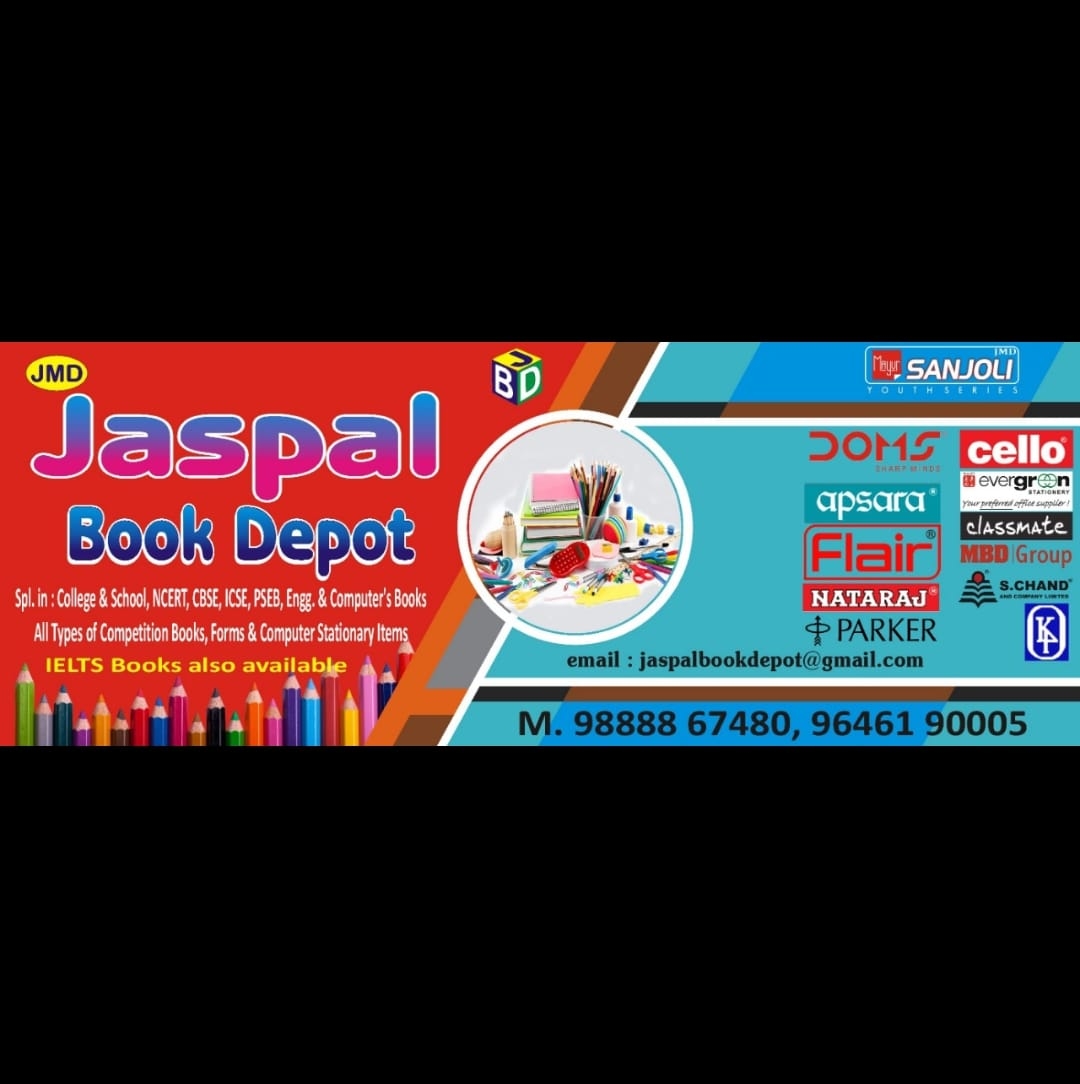 JMD
Jaspal
Book Depot
Spl. in : College & School, NCERT, CBSE, ICSE, PSEB, Engg. & Computer's Books
All Types of Competition Books, Forms & Computer Stationary Items
IELTS Books also available
J B D
JMD
Mayur SANJOLI
YOUTH SERIES
DOMS
SHARP MINDS
apsara®
Flair®
NATARAJ®
PARKER
cello®
evergreen
STATIONERY
Your preferred office supplier !
classmate
MBD Group
S.CHAND®
AND COMPANY LIMITED
email : jaspalbookdepot@gmail.com
M. 98888 67480, 96461 90005